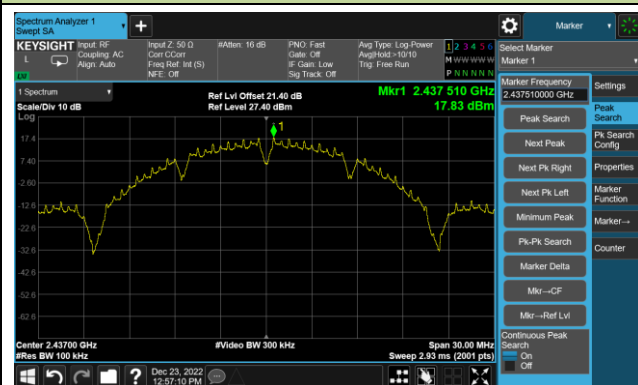 Spectrum Analyzer 1
Swept SA
Marker
KEYSIGHT
L
Input: RF
Coupling: AC
Align: Auto
Input Z: 50 Ω
Corr CCorr
Freq Ref: Int (S)
NFE: Off
#Atten: 16 dB
PNO: Fast
Gate: Off
IF Gain: Low
Sig Track: Off
Avg Type: Log-Power
Avg|Hold:>10/10
Trig: Free Run
1 2 3 4 5 6
M W W W W W
P N N N N N
Select Marker
Marker 1
1 Spectrum
Scale/Div 10 dB
Log
Ref Lvl Offset 21.40 dB
Ref Level 27.40 dBm
Mkr1 2.437 510 GHz
17.83 dBm
1
17.4
7.40
-2.60
-12.6
-22.6
-32.6
-42.6
-52.6
-62.6
Center 2.43700 GHz
#Res BW 100 kHz
#Video BW 300 kHz
Span 30.00 MHz
Sweep 2.93 ms (2001 pts)
Marker Frequency
2.437510000 GHz
Peak Search
Next Peak
Next Pk Right
Next Pk Left
Minimum Peak
Pk-Pk Search
Marker Delta
Mkr→CF
Mkr→Ref Lvl
Continuous Peak
Search
On
Off
Settings
Peak
Search
Pk Search
Config
Properties
Marker
Function
Marker→
Counter
?
Dec 23, 2022
12:57:10 PM